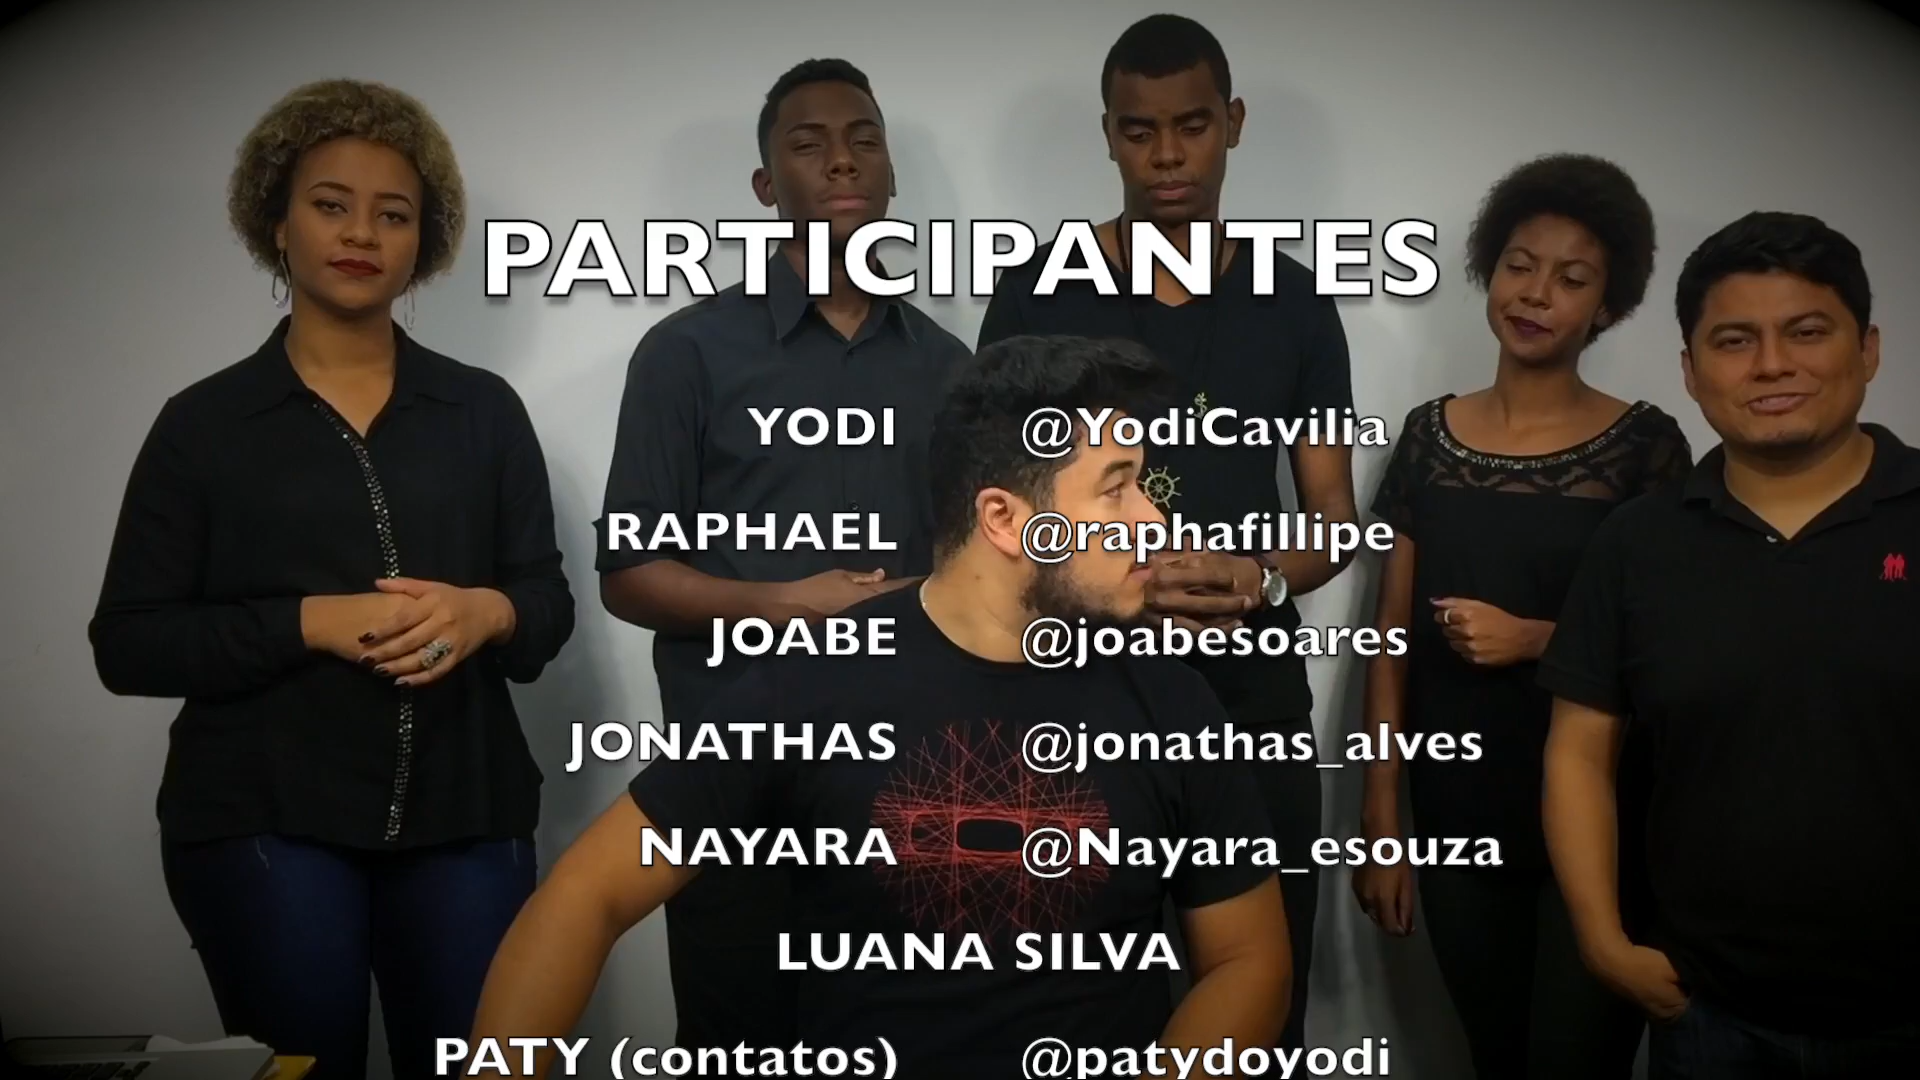 PARTICIPANTES
YODI @YodiCavilia
RAPHAEL @raphafillipe
JOABE @joabesoares
JONATHAS @jonathas_alves
NAYARA @Nayara_esouza
LUANA SILVA
PATY (contatos) @patydoyodi